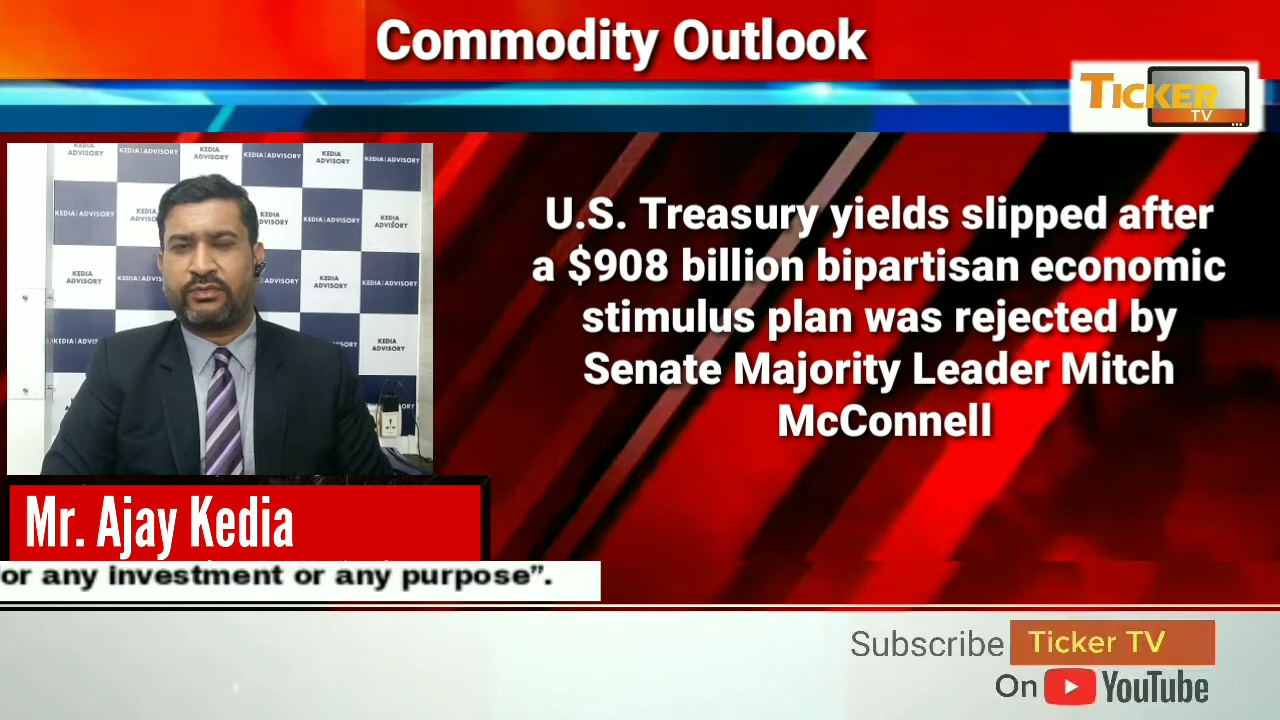 Commodity Outlook
TICKER
TV
KEDIA ADVISORY
U.S. Treasury yields slipped after
a $908 billion bipartisan economic
stimulus plan was rejected by
Senate Majority Leader Mitch
McConnell
Mr. Ajay Kedia
or any investment or any purpose”.
Subscribe Ticker TV
On YouTube